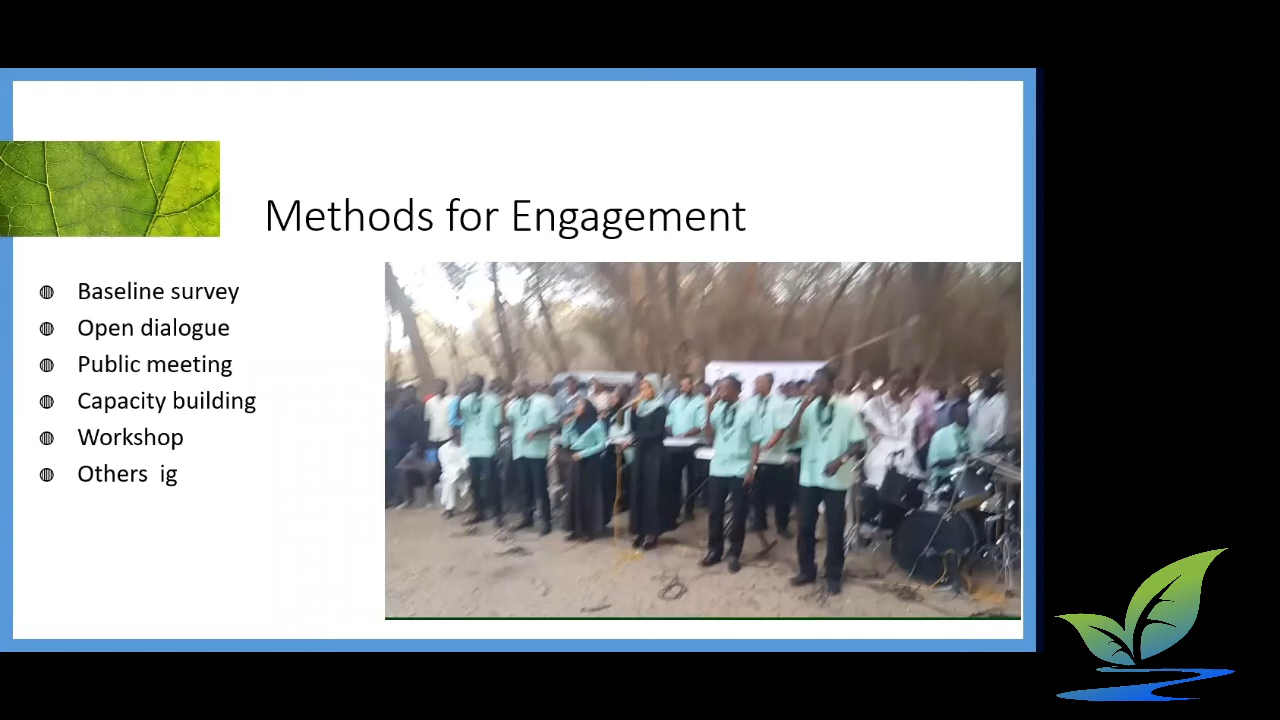 Methods for Engagement
Baseline survey
Open dialogue
Public meeting
Capacity building
Workshop
Others ig